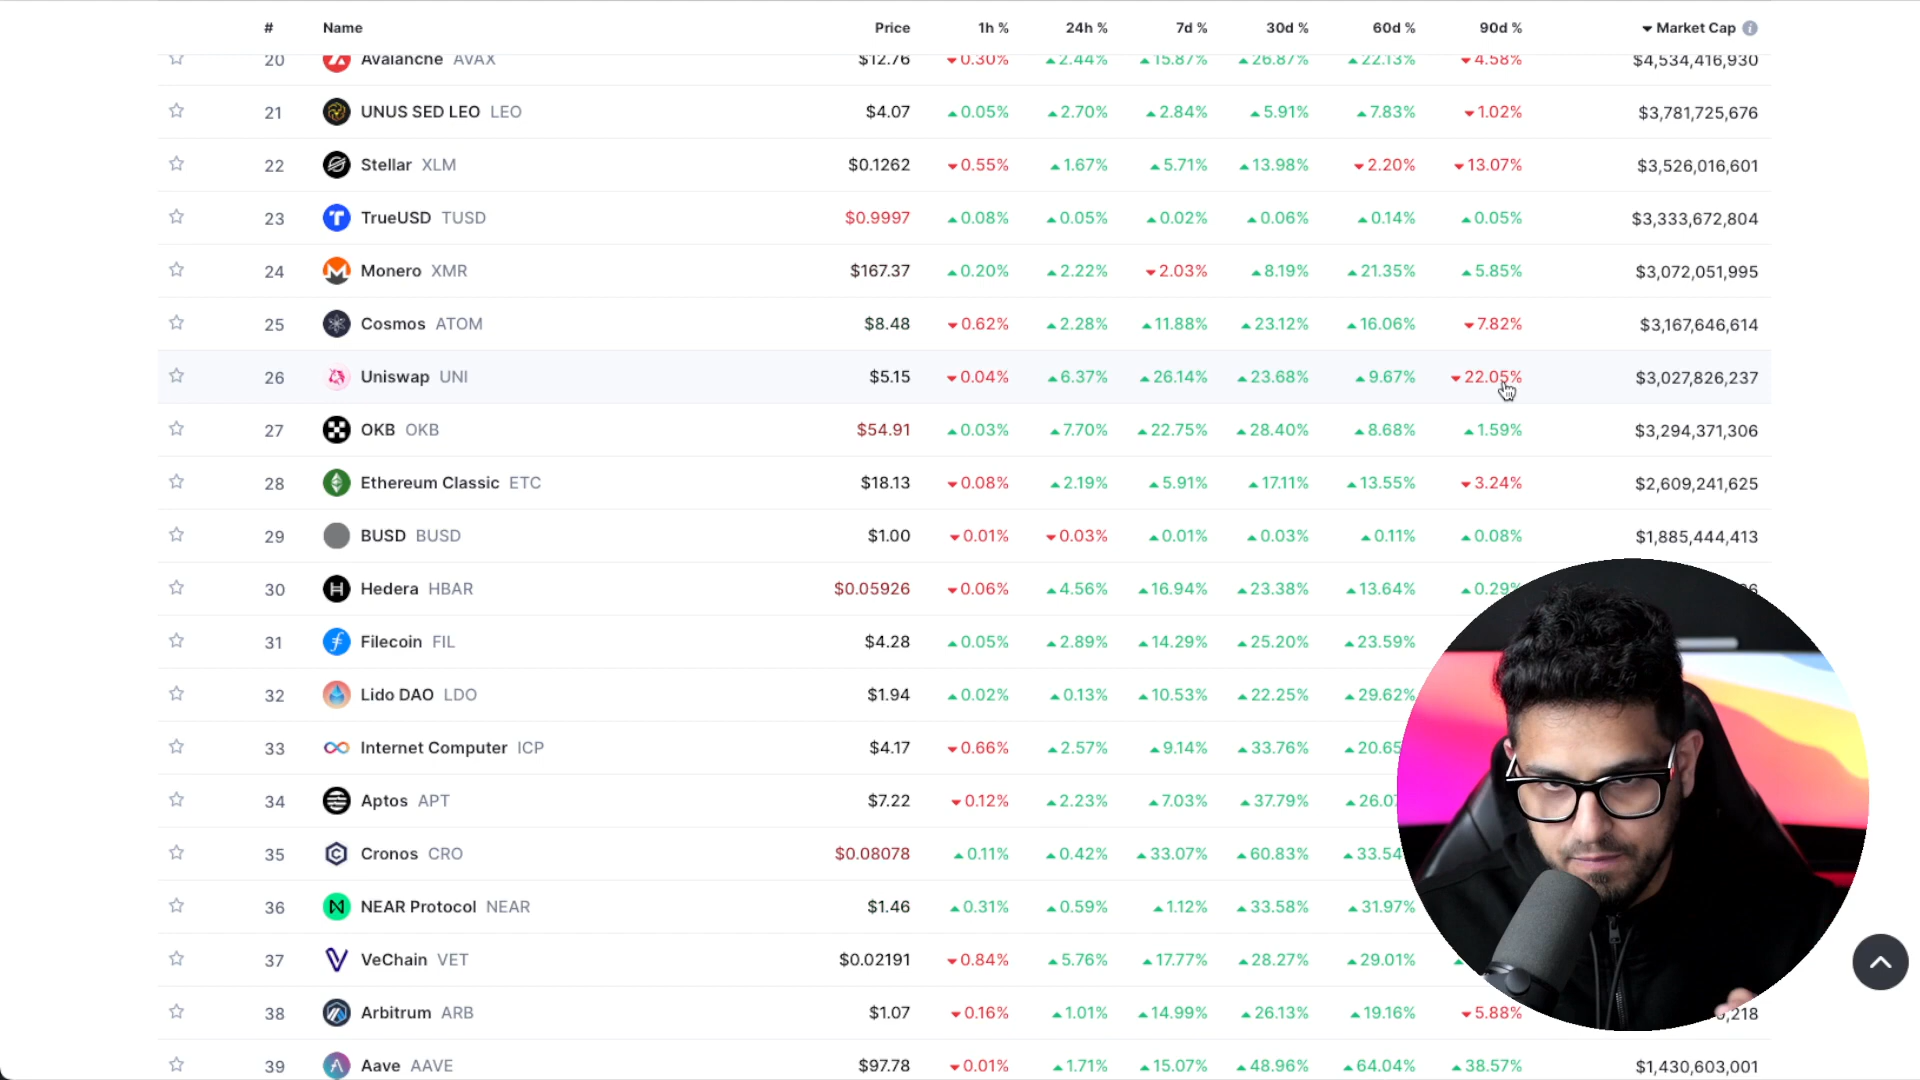 # Name Price 1h % 24h % 7d % 30d % 60d % 90d % Market Cap
20 Avalanche AVAX $12.76 0.30% 2.44% 15.87% 26.87% 22.13% 4.58% $4,534,416,930
21 UNUS SED LEO LEO $4.07 0.05% 2.70% 2.84% 5.91% 7.83% 1.02% $3,781,725,676
22 Stellar XLM $0.1262 0.55% 1.67% 5.71% 13.98% 2.20% 13.07% $3,526,016,601
23 TrueUSD TUSD $0.9997 0.08% 0.05% 0.02% 0.06% 0.14% 0.05% $3,333,672,804
24 Monero XMR $167.37 0.20% 2.22% 2.03% 8.19% 21.35% 5.85% $3,072,051,995
25 Cosmos ATOM $8.48 0.62% 2.28% 11.88% 23.12% 16.06% 7.82% $3,167,646,614
26 Uniswap UNI $5.15 0.04% 6.37% 26.14% 23.68% 9.67% 22.05% $3,027,826,237
27 OKB OKB $54.91 0.03% 7.70% 22.75% 28.40% 8.68% 1.59% $3,294,371,306
28 Ethereum Classic ETC $18.13 0.08% 2.19% 5.91% 17.11% 13.55% 3.24% $2,609,241,625
29 BUSD BUSD $1.00 0.01% 0.03% 0.01% 0.03% 0.11% 0.08% $1,885,444,413
30 Hedera HBAR $0.05926 0.06% 4.56% 16.94% 23.38% 13.64% 0.29% 6
31 Filecoin FIL $4.28 0.05% 2.89% 14.29% 25.20% 23.59%
32 Lido DAO LDO $1.94 0.02% 0.13% 10.53% 22.25% 29.62%
33 Internet Computer ICP $4.17 0.66% 2.57% 9.14% 33.76% 20.65
34 Aptos APT $7.22 0.12% 2.23% 7.03% 37.79% 26.07
35 Cronos CRO $0.08078 0.11% 0.42% 33.07% 60.83% 33.54
36 NEAR Protocol NEAR $1.46 0.31% 0.59% 1.12% 33.58% 31.97%
37 VeChain VET $0.02191 0.84% 5.76% 17.77% 28.27% 29.01%
38 Arbitrum ARB $1.07 0.16% 1.01% 14.99% 26.13% 19.16% 5.88% ,218
39 Aave AAVE $97.78 0.01% 1.71% 15.07% 48.96% 64.04% 38.57% $1,430,603,001